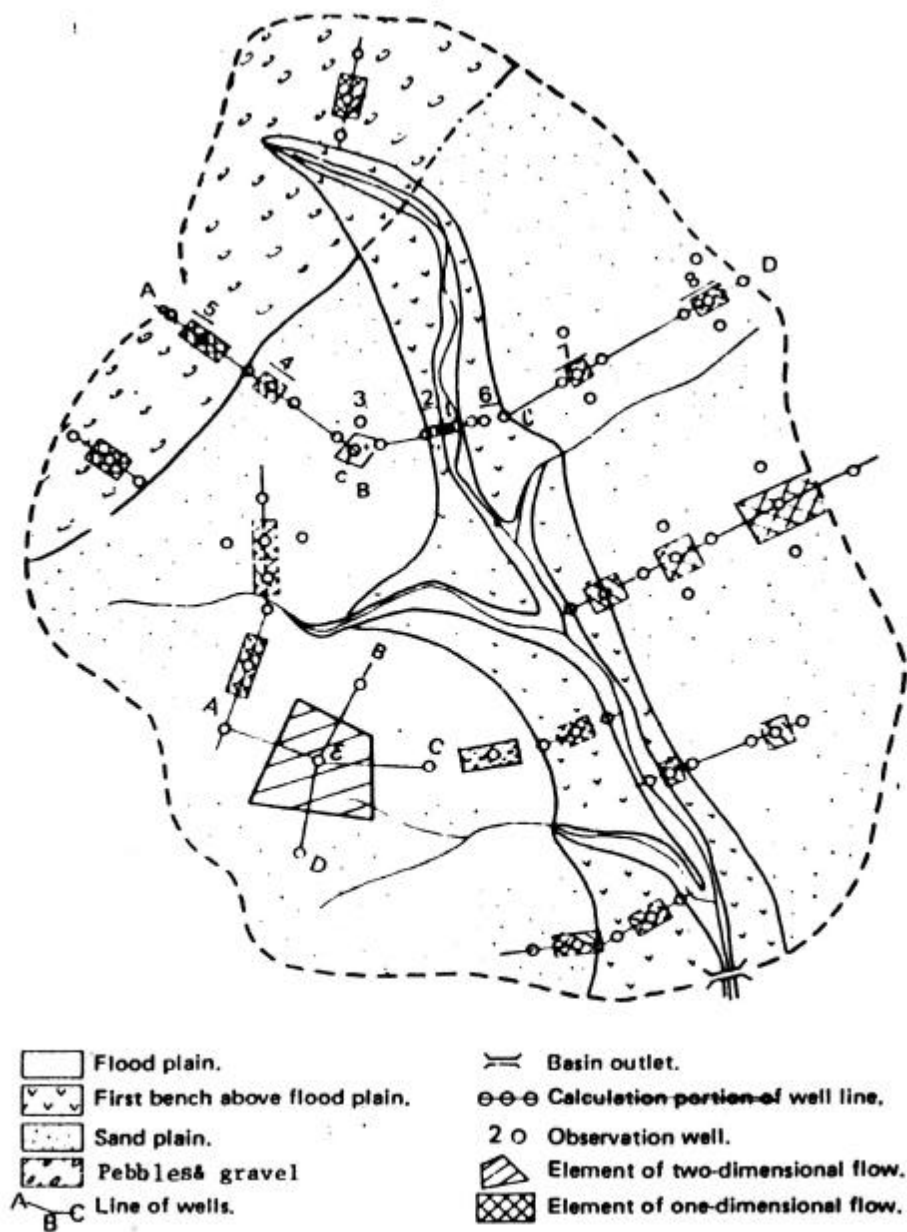 D
A
5
8
4
7
3
2
1
6
C
C B
B
A
C
D
Flood plain.
First bench above flood plain.
Sand plain.
Pebbles& gravel
A B C Line of wells.
Basin outlet.
Calculation portion of well line.
2 Observation well.
Element of two-dimensional flow.
Element of one-dimensional flow.